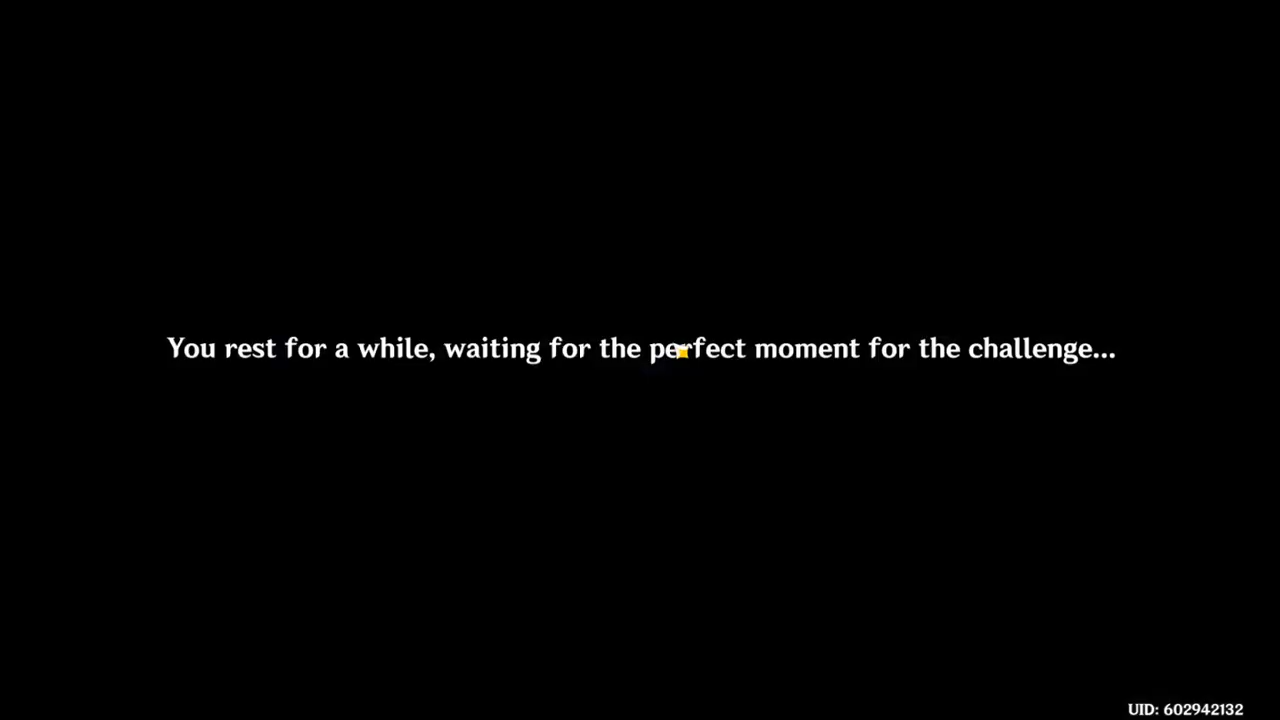 You rest for a while, waiting for the perfect moment for the challenge...
UID: 602942132